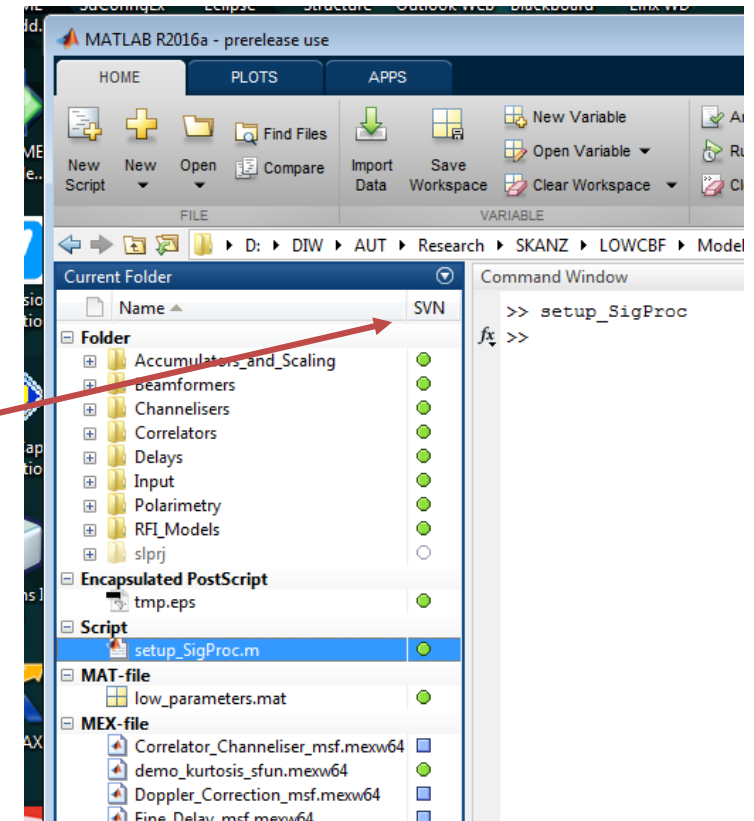 MATLAB R2016a - prerelease use
HOME PLOTS APPS
New Script
New
Open
Find Files
Compare
Import Data
Save Workspace
New Variable
Open Variable
Clear Workspace
FILE VARIABLE
D: DIW AUT Research SKANZ LOWCBF
Current Folder
Name SVN
Folder
Accumulators_and_Scaling
Beamformers
Channelisers
Correlators
Delays
Input
Polarimetry
RFI_Models
slprj
Encapsulated PostScript
tmp.eps
Script
setup_SigProc.m
MAT-file
low_parameters.mat
MEX-file
Correlator_Channeliser_msf.mexw64
demo_kurtosis_sfun.mexw64
Doppler_Correction_msf.mexw64
Fine_Delay_msf.mexw64
Command Window
>> setup_SigProc
fx >>